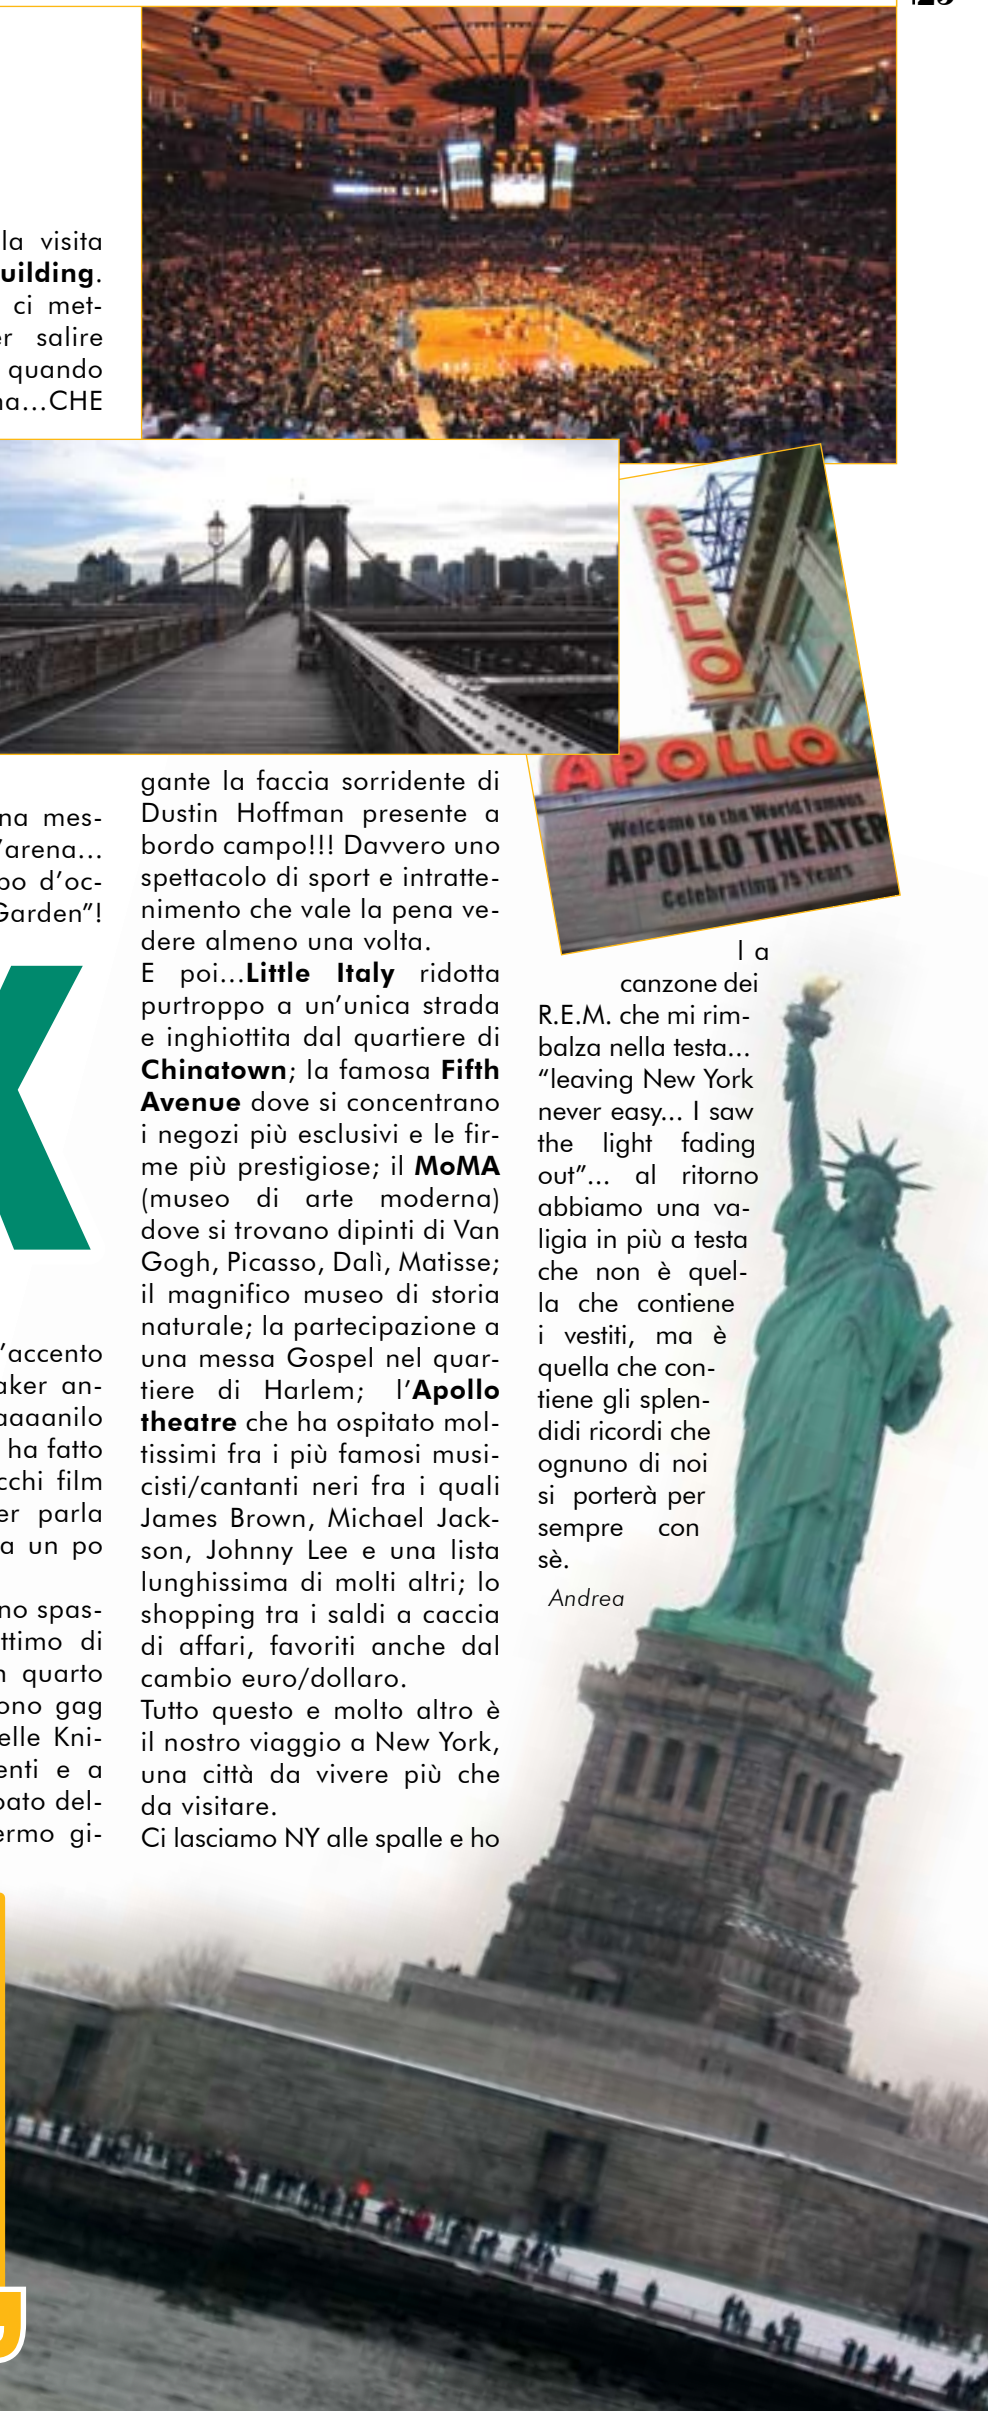 la visita
uilding.
ci met-
er salire
quando
na...CHE
na mes-
'arena...
po d'oc-
Garden"!
K
'accento
aker an-
aaaanilo
ha fatto
cchi film
er parla
a un po
no spas-
ttimo di
n quarto
ono gag
elle Kni-
enti e a
pato del-
ermo gi-
gante la faccia sorridente di
Dustin Hoffman presente a
bordo campo!!! Davvero uno
spettacolo di sport e intratte-
nimento che vale la pena ve-
dere almeno una volta.
E poi...Little Italy ridotta
purtroppo a un'unica strada
e inghiottita dal quartiere di
Chinatown; la famosa Fifth
Avenue dove si concentrano
i negozi più esclusivi e le fir-
me più prestigiose; il MoMA
(museo di arte moderna)
dove si trovano dipinti di Van
Gogh, Picasso, Dalì, Matisse;
il magnifico museo di storia
naturale; la partecipazione a
una messa Gospel nel quar-
tiere di Harlem; l'Apollo
theatre che ha ospitato mol-
tissimi fra i più famosi musi-
cisti/cantanti neri fra i quali
James Brown, Michael Jack-
son, Johnny Lee e una lista
lunghissima di molti altri; lo
shopping tra i saldi a caccia
di affari, favoriti anche dal
cambio euro/dollaro.
Tutto questo e molto altro è
il nostro viaggio a New York,
una città da vivere più che
da visitare.
Ci lasciamo NY alle spalle e ho
APOLLO
APOLLO
Welcome to the World Famous
APOLLO THEATER
Celebrating 75 Years
la
canzone dei
R.E.M. che mi rim-
balza nella testa...
"leaving New York
never easy... I saw
the light fading
out"... al ritorno
abbiamo una va-
ligia in più a testa
che non è quel-
la che contiene
i vestiti, ma è
quella che con-
tiene gli splen-
didi ricordi che
ognuno di noi
si porterà per
sempre con
sè.
Andrea